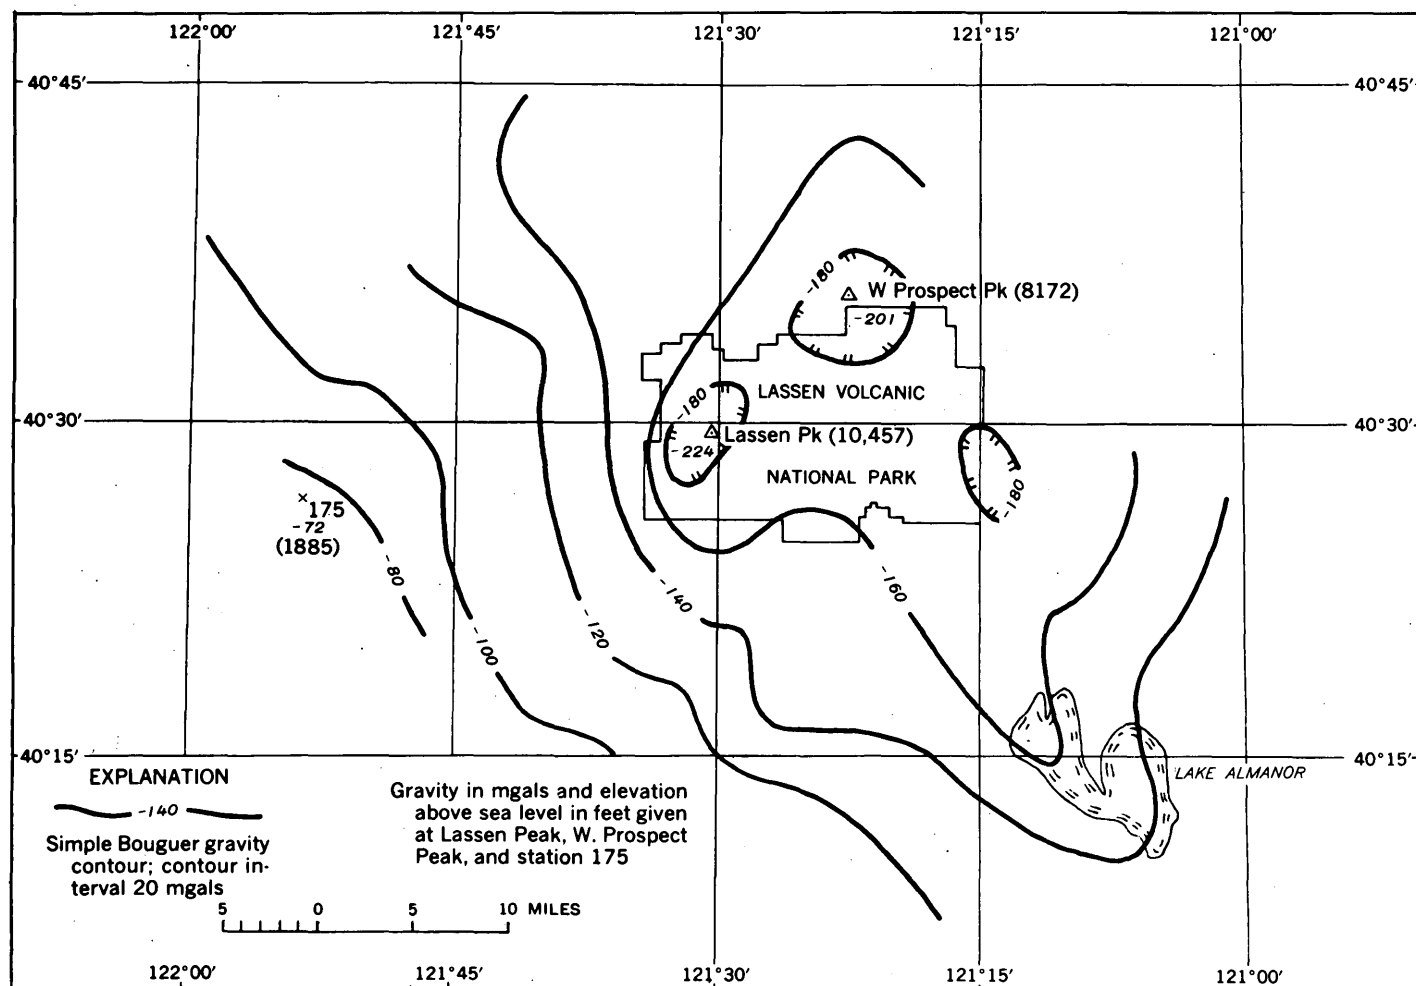 122°00′ 121°45′ 121°30′ 121°15′ 121°00′
40°45′ 40°45′
-180
W Prospect Pk (8172)
-201
LASSEN VOLCANIC
-180
40°30′ 40°30′
Lassen Pk (10,457)
-224
NATIONAL PARK
-180
175
-72
(1885)
-80
-160
-140
-120
-100
40°15′ 40°15′
LAKE ALMANOR
EXPLANATION
-140
Simple Bouguer gravity
contour; contour in-
terval 20 mgals
Gravity in mgals and elevation
above sea level in feet given
at Lassen Peak, W. Prospect
Peak, and station 175
5 0 5 10 MILES
122°00′ 121°45′ 121°30′ 121°15′ 121°00′